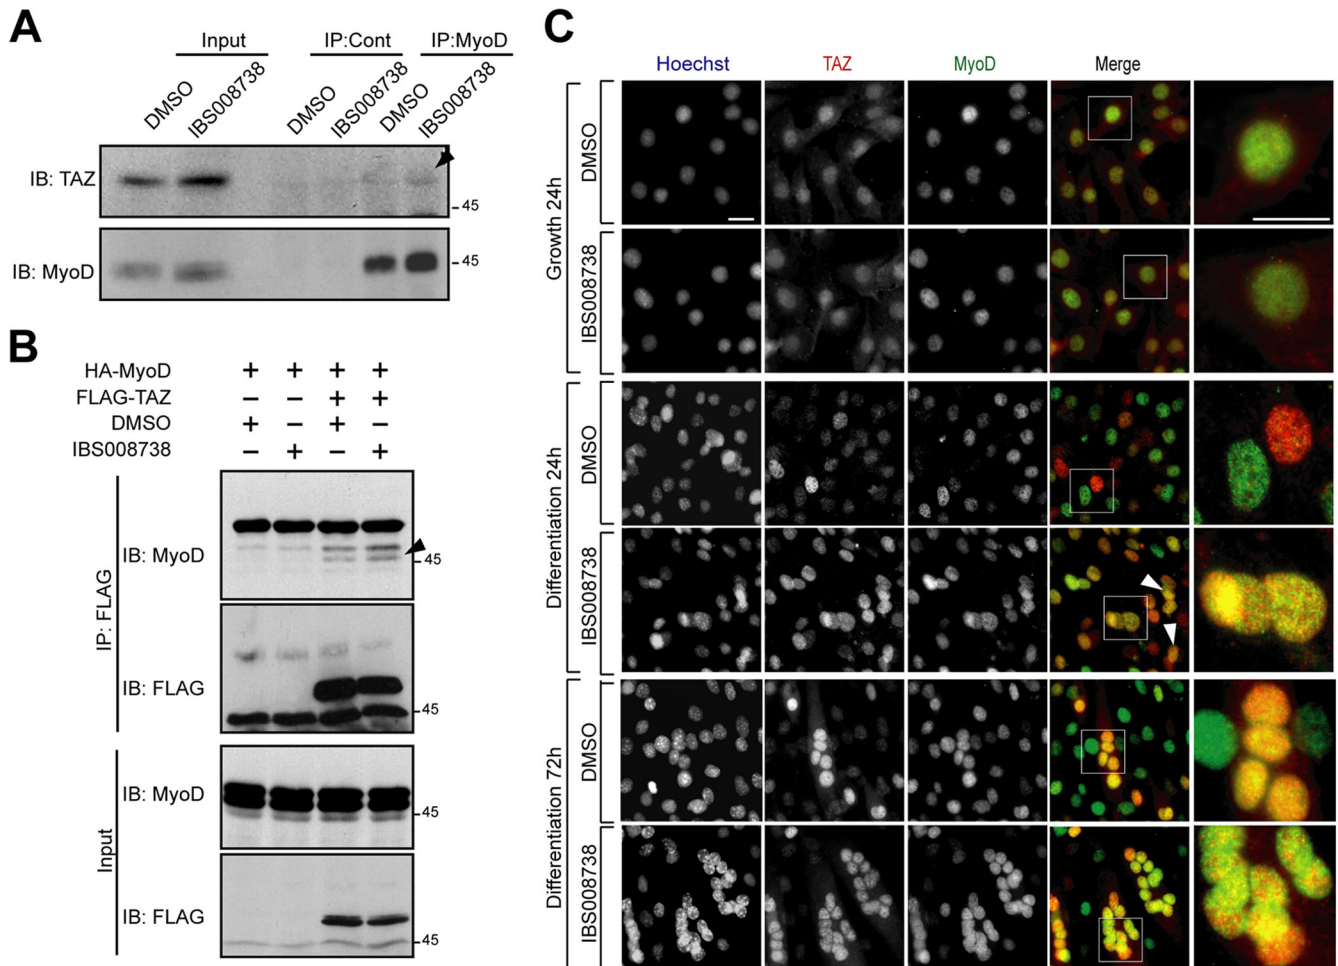 A
Input
IP:Cont
IP:MyoD
DMSO
IBS008738
DMSO
IBS008738
DMSO
IBS008738
IB: TAZ
45
IB: MyoD
45
B
HA-MyoD + + + +
FLAG-TAZ − − + +
DMSO + − + −
IBS008738 − + − +
IP: FLAG
IB: MyoD
45
IB: FLAG
45
Input
IB: MyoD
45
IB: FLAG
45
C
Hoechst TAZ MyoD Merge
Growth 24h
DMSO
IBS008738
Differentiation 24h
DMSO
IBS008738
Differentiation 72h
DMSO
IBS008738